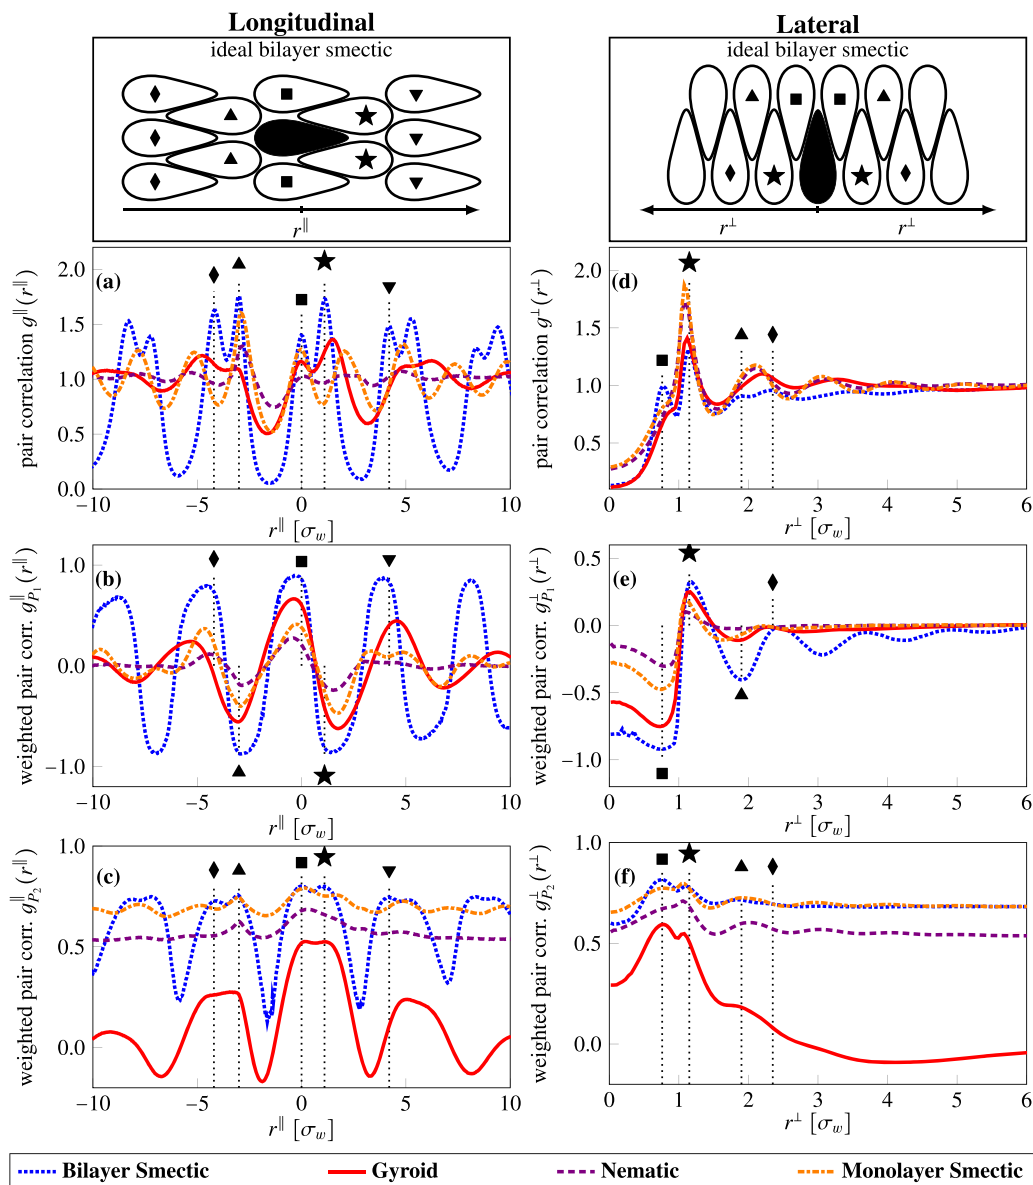 Longitudinal
ideal bilayer smectic
r∥
Lateral
ideal bilayer smectic
r⊥ r⊥
(a)
pair correlation g∥(r∥)
2.0
1.5
1.0
0.5
0.0
−10 −5 0 5 10
r∥ [σw]
(d)
pair correlation g⊥(r⊥)
2.0
1.5
1.0
0.5
0 1 2 3 4 5 6
r⊥ [σw]
(b)
weighted pair corr. g∥P1(r∥)
1.0
0.0
−1.0
−10 −5 0 5 10
r∥ [σw]
(e)
weighted pair corr. g⊥P1(r⊥)
0.5
0.0
−0.5
−1.0
0 1 2 3 4 5 6
r⊥ [σw]
(c)
weighted pair corr. g∥P2(r∥)
1.0
0.5
0.0
−10 −5 0 5 10
r∥ [σw]
(f)
weighted pair corr. g⊥P2(r⊥)
1.0
0.5
0.0
0 1 2 3 4 5 6
r⊥ [σw]
Bilayer Smectic Gyroid Nematic Monolayer Smectic